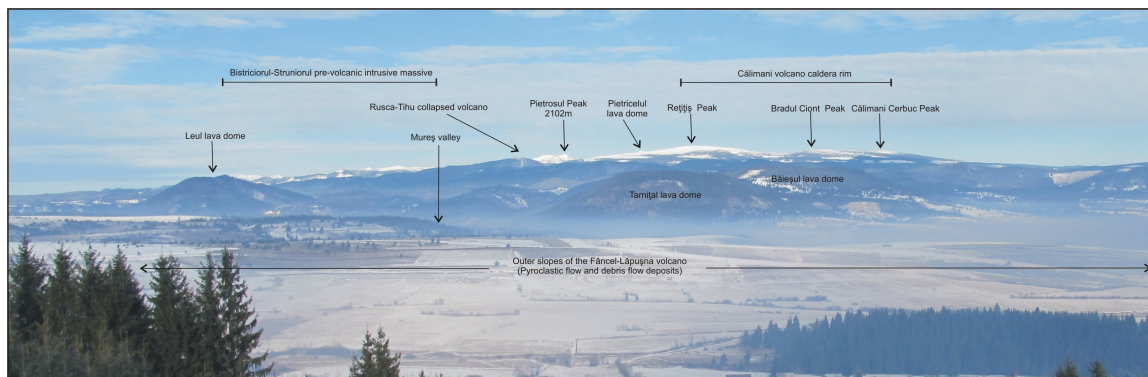 Bistriciorul-Struniorul pre-volcanic intrusive massive
Călimani volcano caldera rim
Rusca-Tihu collapsed volcano
Pietrosul Peak
2102m
Pietricelul
lava dome
Rețițiș Peak
Bradul Ciont Peak
Călimani Cerbuc Peak
Leul lava dome
Mureș valley
Băieșul lava dome
Tamițal lava dome
Outer slopes of the Fâncel-Lăpușna volcano
(Pyroclastic flow and debris flow deposits)